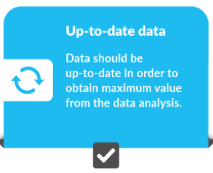 Up-to-date data
Data should be
up-to-date in order to
obtain maximum value
from the data analysis.